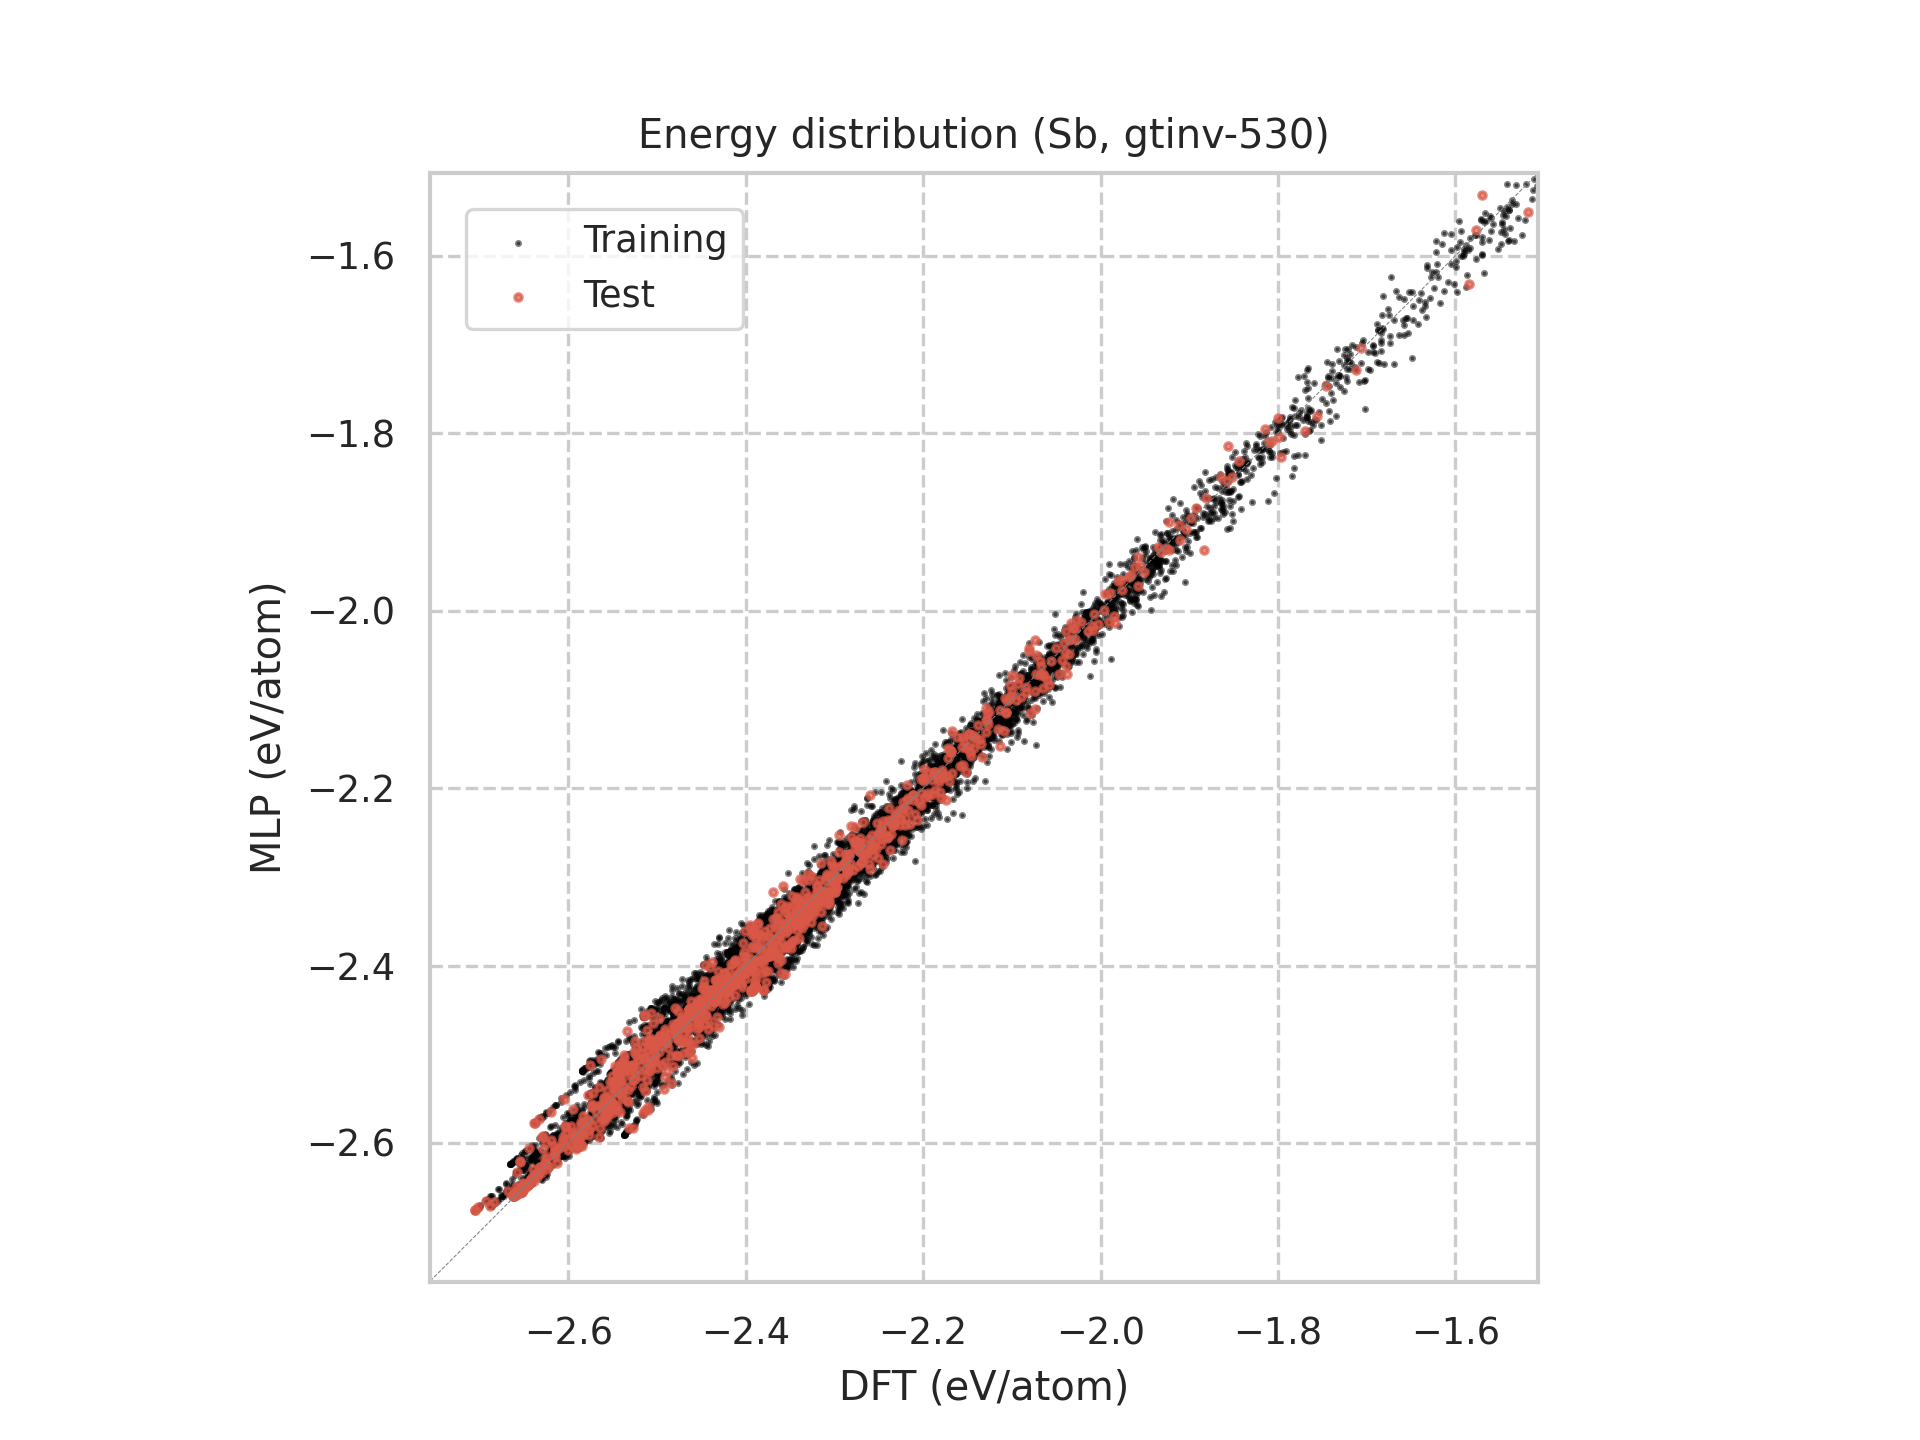 Energy distribution (Sb, gtinv-530)
Training
Test
−1.6
−1.8
−2.0
−2.2
−2.4
−2.6
MLP (eV/atom)
−2.6 −2.4 −2.2 −2.0 −1.8 −1.6
DFT (eV/atom)